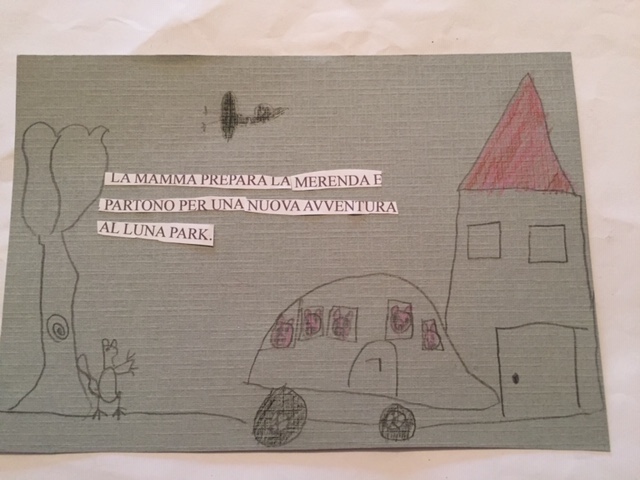 LA MAMMA PREPARA LA MERENDA E
PARTONO PER UNA NUOVA AVVENTURA
AL LUNA PARK.